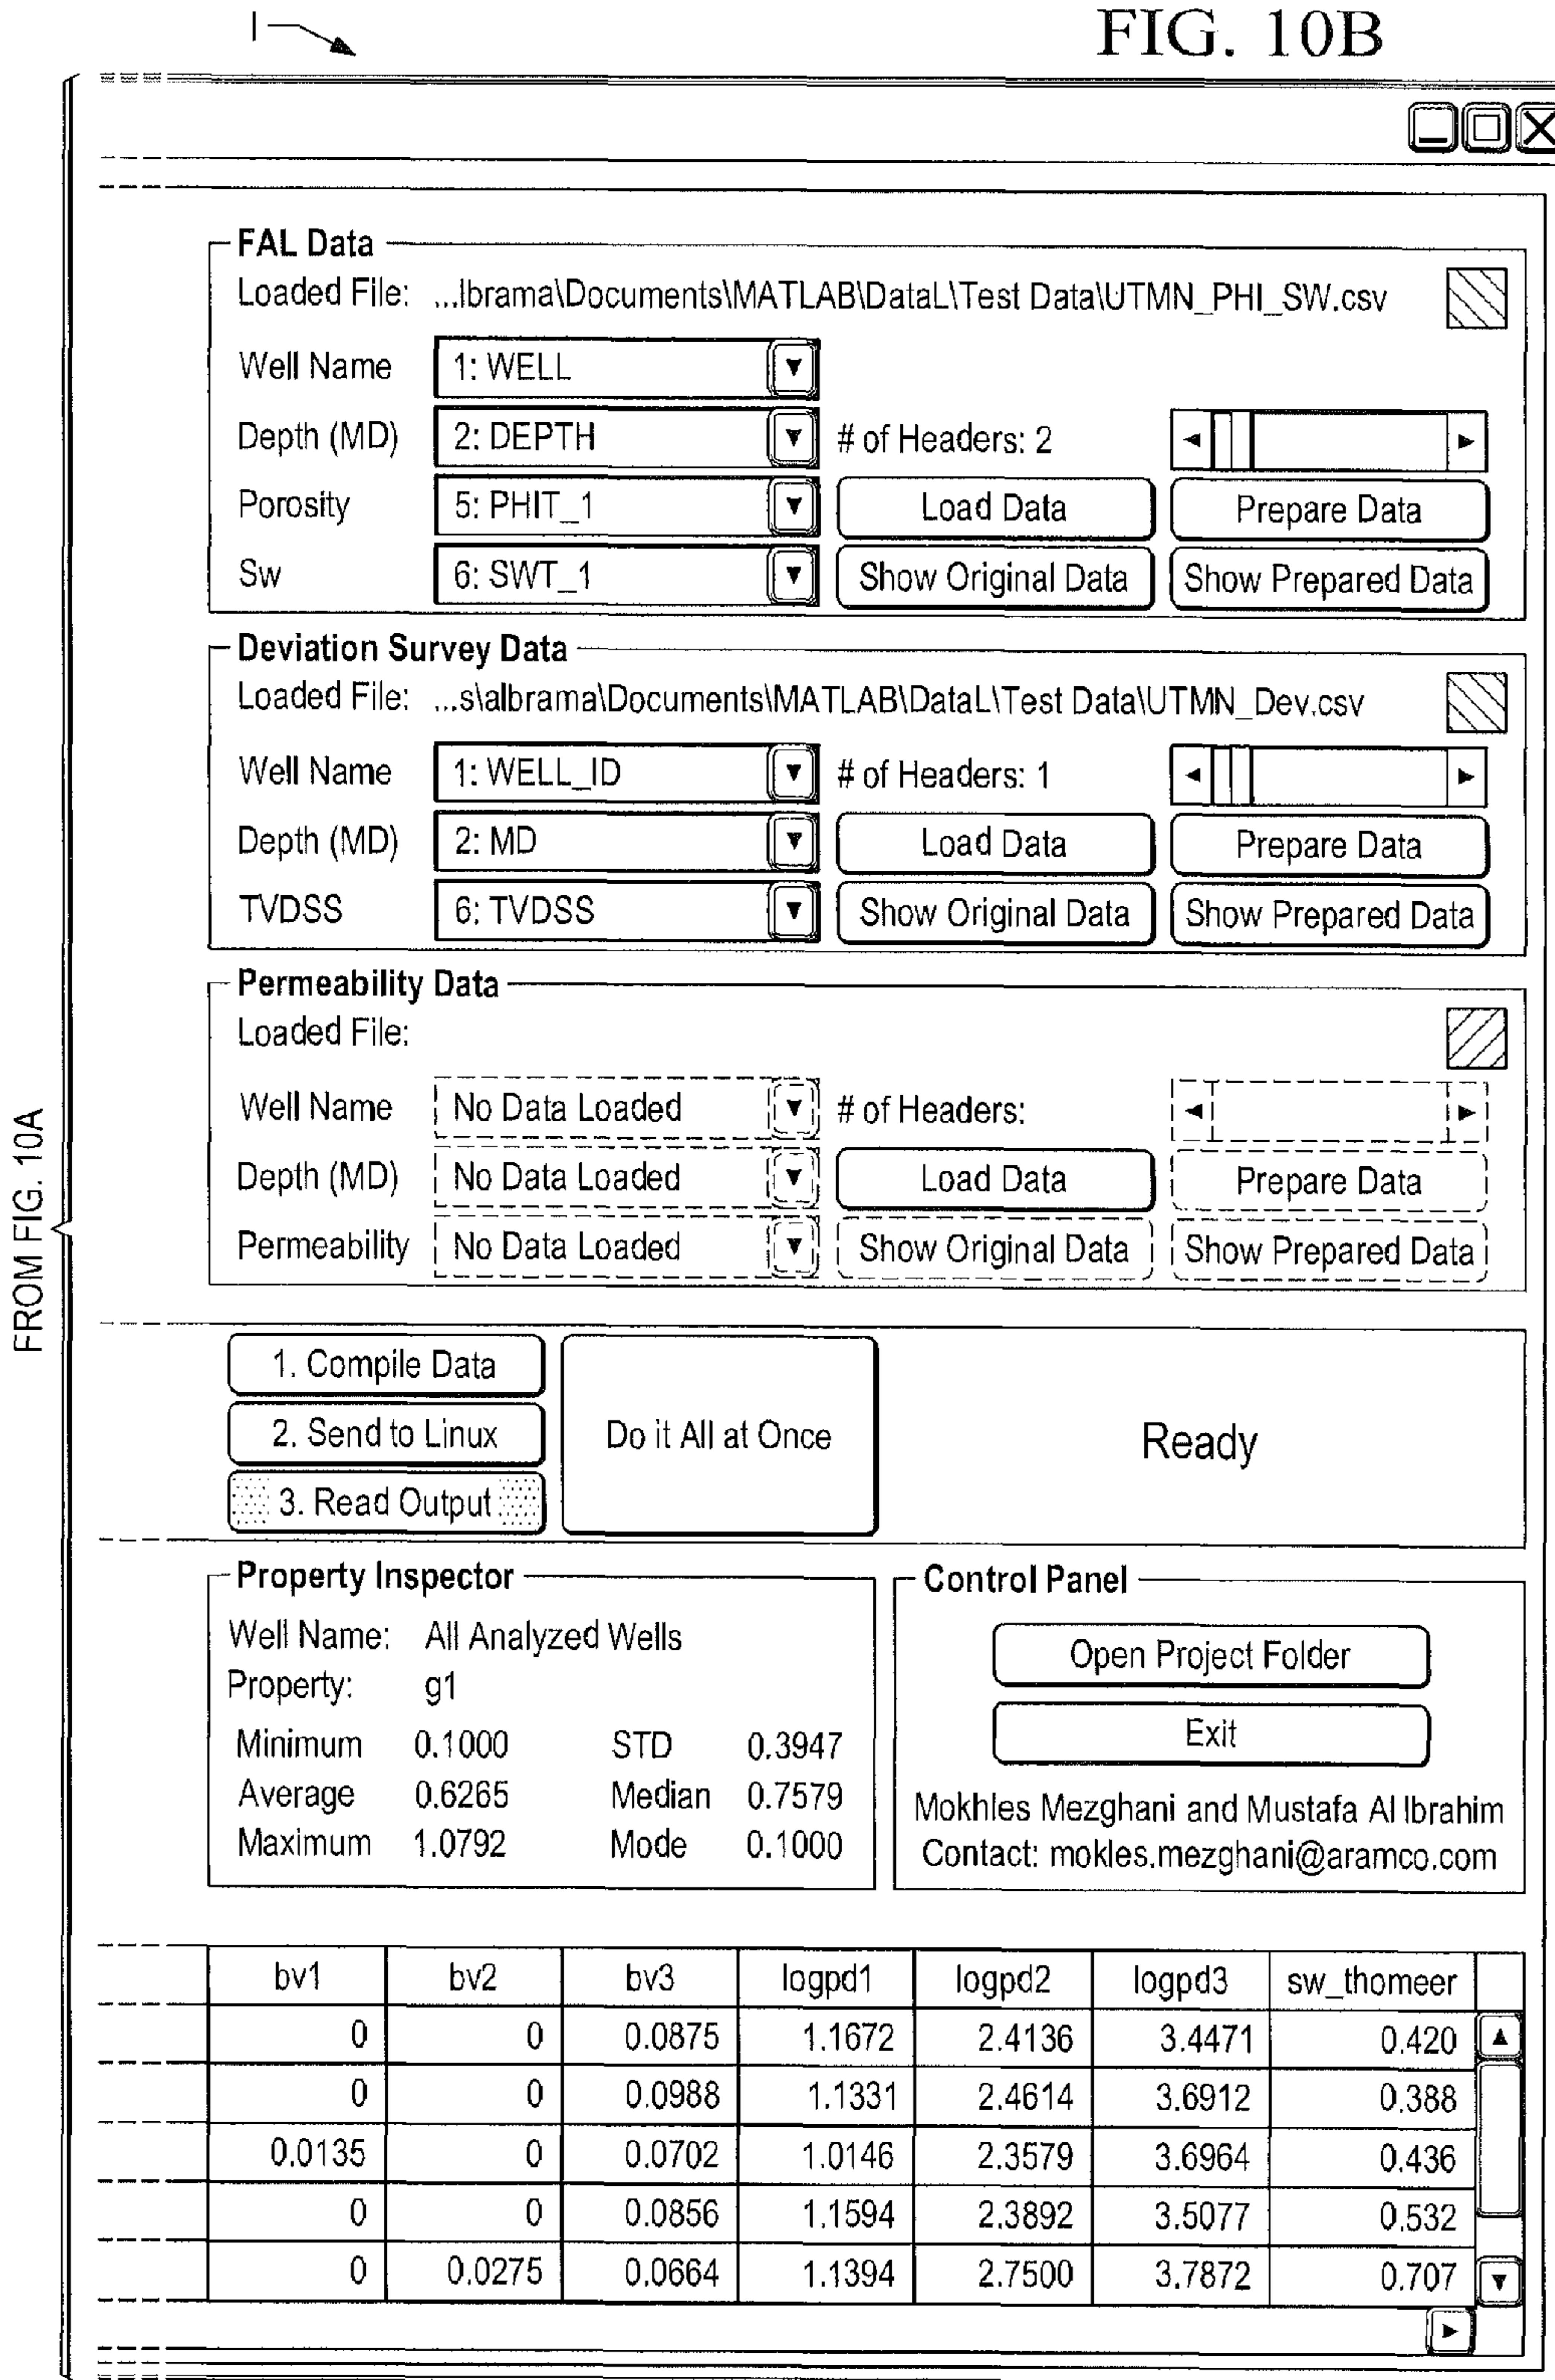 FIG. 10B
I
FROM FIG. 10A
FAL Data
Loaded File: ...lbrama\Documents\MATLAB\DataL\Test Data\UTMN_PHI_SW.csv
Well Name 1: WELL
Depth (MD) 2: DEPTH # of Headers: 2
Porosity 5: PHIT_1 Load Data Prepare Data
Sw 6: SWT_1 Show Original Data Show Prepared Data
Deviation Survey Data
Loaded File: ...s\albrama\Documents\MATLAB\DataL\Test Data\UTMN_Dev.csv
Well Name 1: WELL_ID # of Headers: 1
Depth (MD) 2: MD Load Data Prepare Data
TVDSS 6: TVDSS Show Original Data Show Prepared Data
Permeability Data
Loaded File:
Well Name No Data Loaded # of Headers:
Depth (MD) No Data Loaded Load Data Prepare Data
Permeability No Data Loaded Show Original Data Show Prepared Data
1. Compile Data
2. Send to Linux Do it All at Once Ready
3. Read Output
Property Inspector
Well Name: All Analyzed Wells
Property: g1
Minimum 0.1000 STD 0.3947
Average 0.6265 Median 0.7579
Maximum 1.0792 Mode 0.1000
Control Panel
Open Project Folder
Exit
Mokhles Mezghani and Mustafa Al Ibrahim
Contact: mokles.mezghani@aramco.com
bv1 bv2 bv3 logpd1 logpd2 logpd3 sw_thomeer
0 0 0.0875 1.1672 2.4136 3.4471 0.420
0 0 0.0988 1.1331 2.4614 3.6912 0.388
0.0135 0 0.0702 1.0146 2.3579 3.6964 0.436
0 0 0.0856 1.1594 2.3892 3.5077 0.532
0 0.0275 0.0664 1.1394 2.7500 3.7872 0.707